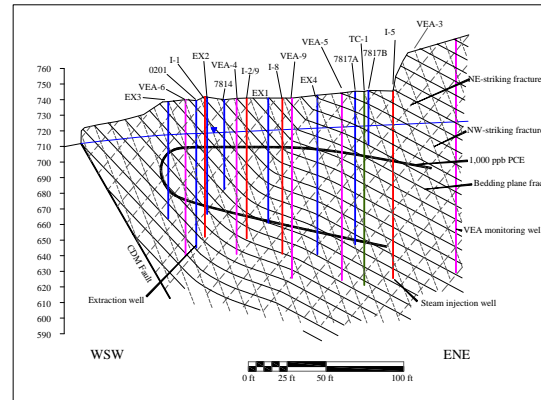 VEA-3
I-5
TC-1
VEA-5
7817B
EX2
I-1
I-2/9
VEA-9
7817A
0201
VEA-4
I-8
VEA-6
7814
EX1
EX4
EX3
760
750
740
730
720
710
700
690
680
670
660
650
640
630
620
610
600
590
NE-striking fracture
NW-striking fracture
1,000 ppb PCE
Bedding plane frac
VEA monitoring well
CDM Fault
Extraction well
Steam injection well
WSW
ENE
0 ft 25 ft 50 ft 100 ft